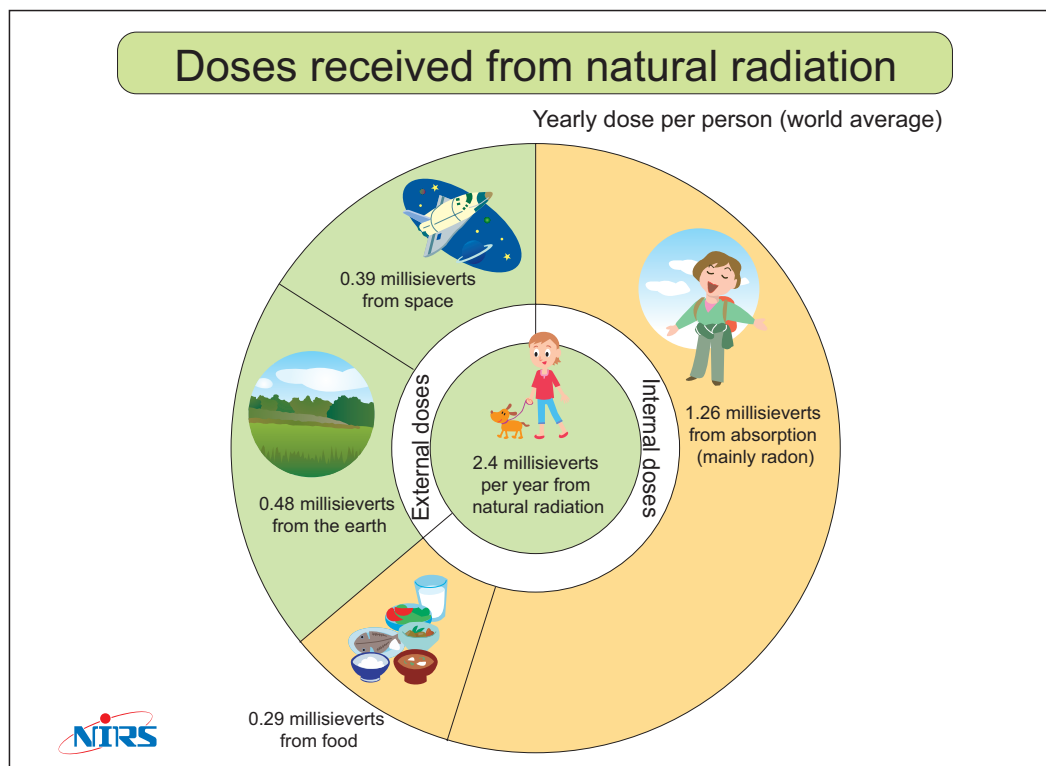 Doses received from natural radiation
Yearly dose per person (world average)
0.39 millisieverts
from space
1.26 millisieverts
from absorption
(mainly radon)
External doses
Internal doses
2.4 millisieverts
per year from
natural radiation
0.48 millisieverts
from the earth
0.29 millisieverts
from food
NIRS